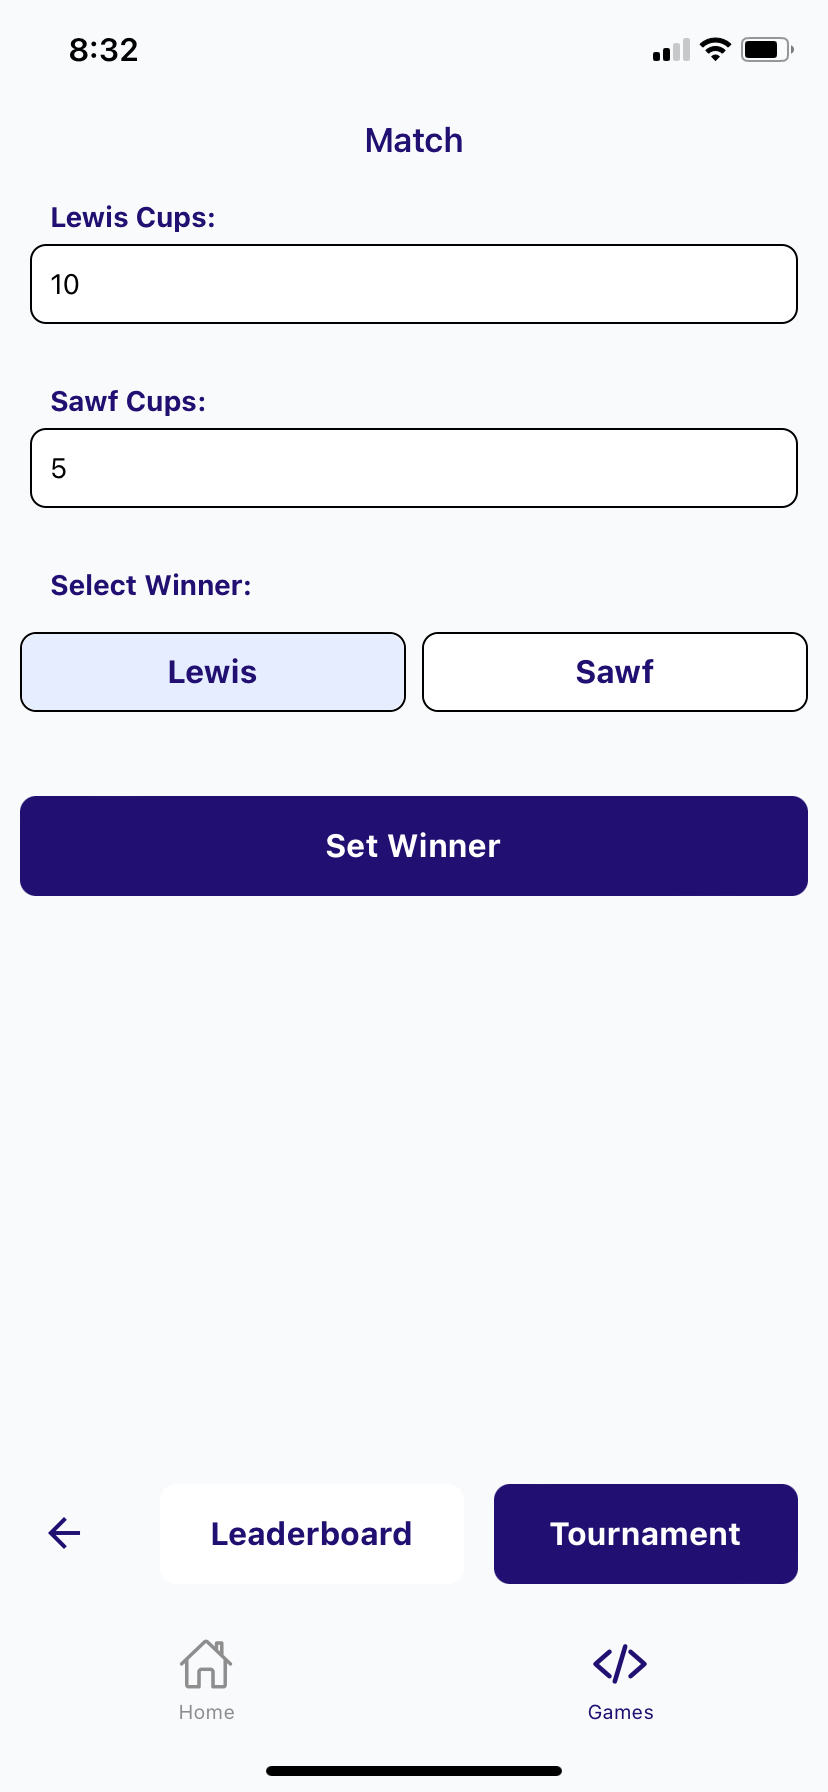 8:32
Match
Lewis Cups:
10
Sawf Cups:
5
Select Winner:
Lewis Sawf
Set Winner
Leaderboard Tournament
Home Games